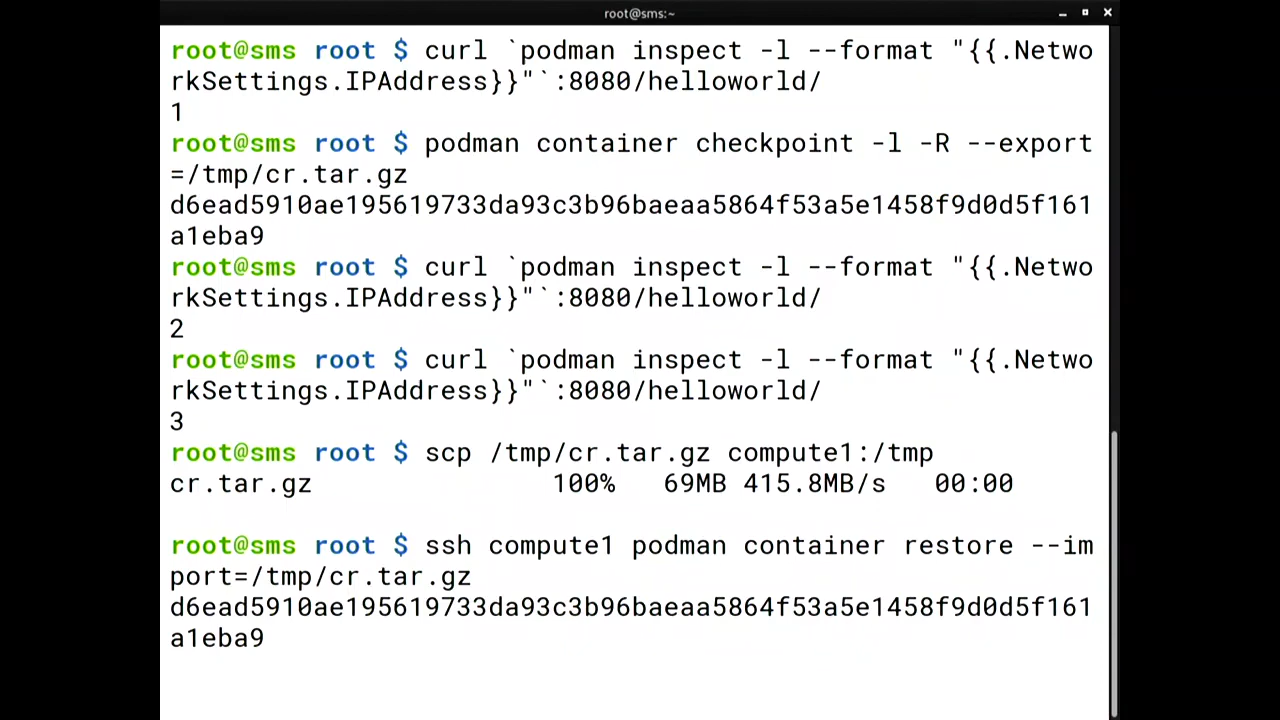 root@sms:~
root@sms root $ curl `podman inspect -l --format "{{.Netwo
rkSettings.IPAddress}}"`:8080/helloworld/
1
root@sms root $ podman container checkpoint -l -R --export
=/tmp/cr.tar.gz
d6ead5910ae195619733da93c3b96baeaa5864f53a5e1458f9d0d5f161
a1eba9
root@sms root $ curl `podman inspect -l --format "{{.Netwo
rkSettings.IPAddress}}"`:8080/helloworld/
2
root@sms root $ curl `podman inspect -l --format "{{.Netwo
rkSettings.IPAddress}}"`:8080/helloworld/
3
root@sms root $ scp /tmp/cr.tar.gz compute1:/tmp
cr.tar.gz 100% 69MB 415.8MB/s 00:00
root@sms root $ ssh compute1 podman container restore --im
port=/tmp/cr.tar.gz
d6ead5910ae195619733da93c3b96baeaa5864f53a5e1458f9d0d5f161
a1eba9